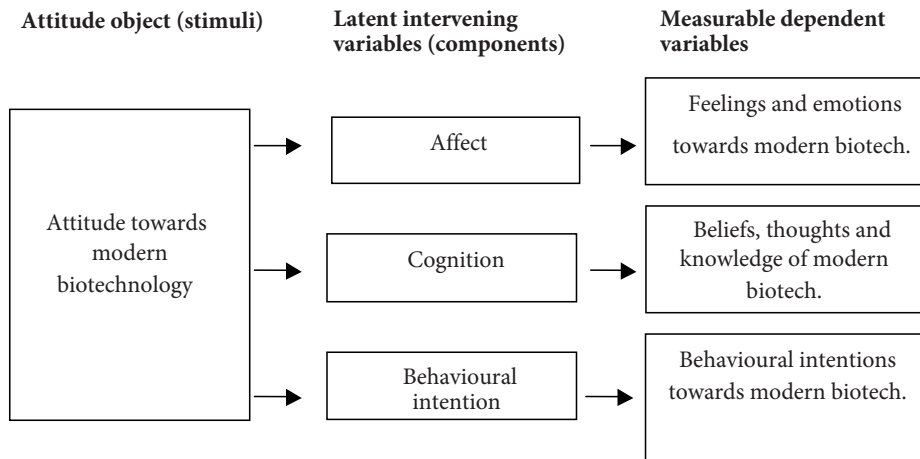 Attitude object (stimuli)
Latent intervening
variables (components)
Measurable dependent
variables
Attitude towards
modern
biotechnology
Affect
Feelings and emotions
towards modern biotech.
Cognition
Beliefs, thoughts and
knowledge of modern
biotech.
Behavioural
intention
Behavioural intentions
towards modern biotech.